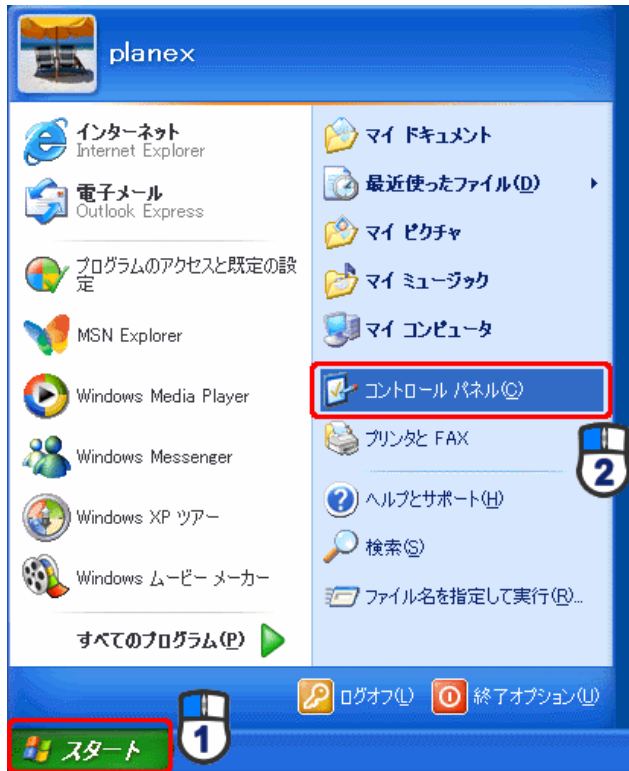 planex
インターネット
Internet Explorer
電子メール
Outlook Express
プログラムのアクセスと既定の設
定
MSN Explorer
Windows Media Player
Windows Messenger
Windows XP ツアー
Windows ムービー メーカー
すべてのプログラム(P)
マイ ドキュメント
最近使ったファイル(D)
マイ ピクチャ
マイ ミュージック
マイ コンピュータ
コントロール パネル(C)
プリンタと FAX
2
ヘルプとサポート(H)
検索(S)
ファイル名を指定して実行(R)...
ログオフ(L)
終了オプション(U)
スタート
1